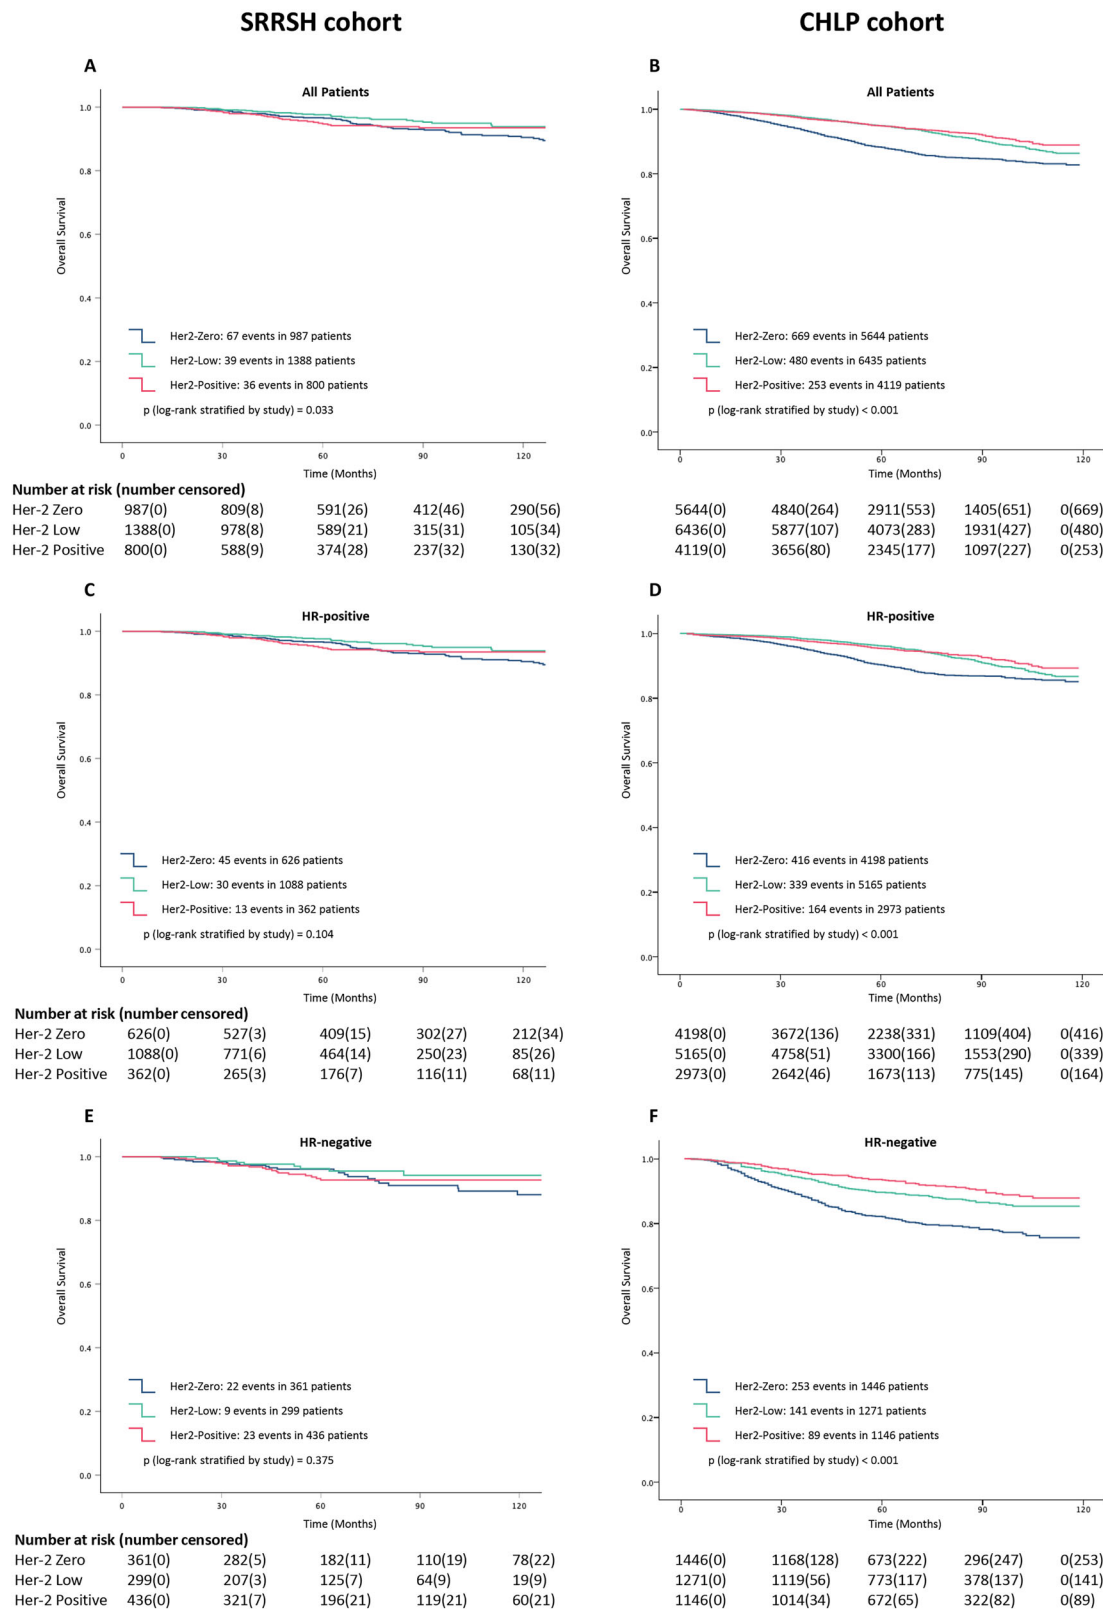 SRRSH cohort
CHLP cohort
A
All Patients
1.0
0.8
0.6
0.4
0.2
0.0
Overall Survival
Her2-Zero: 67 events in 987 patients
Her2-Low: 39 events in 1388 patients
Her2-Positive: 36 events in 800 patients
p (log-rank stratified by study) = 0.033
0 30 60 90 120
Time (Months)
Number at risk (number censored)
Her-2 Zero 987(0) 809(8) 591(26) 412(46) 290(56)
Her-2 Low 1388(0) 978(8) 589(21) 315(31) 105(34)
Her-2 Positive 800(0) 588(9) 374(28) 237(32) 130(32)
B
All Patients
1.0
0.8
0.6
0.4
0.2
0.0
Overall Survival
Her2-Zero: 669 events in 5644 patients
Her2-Low: 480 events in 6435 patients
Her2-Positive: 253 events in 4119 patients
p (log-rank stratified by study) < 0.001
0 30 60 90 120
Time (Months)
5644(0) 4840(264) 2911(553) 1405(651) 0(669)
6436(0) 5877(107) 4073(283) 1931(427) 0(480)
4119(0) 3656(80) 2345(177) 1097(227) 0(253)
C
HR-positive
1.0
0.8
0.6
0.4
0.2
0.0
Overall Survival
Her2-Zero: 45 events in 626 patients
Her2-Low: 30 events in 1088 patients
Her2-Positive: 13 events in 362 patients
p (log-rank stratified by study) = 0.104
0 30 60 90 120
Time (Months)
Number at risk (number censored)
Her-2 Zero 626(0) 527(3) 409(15) 302(27) 212(34)
Her-2 Low 1088(0) 771(6) 464(14) 250(23) 85(26)
Her-2 Positive 362(0) 265(3) 176(7) 116(11) 68(11)
D
HR-positive
1.0
0.8
0.6
0.4
0.2
0.0
Overall Survival
Her2-Zero: 416 events in 4198 patients
Her2-Low: 339 events in 5165 patients
Her2-Positive: 164 events in 2973 patients
p (log-rank stratified by study) < 0.001
0 30 60 90 120
Time (Months)
4198(0) 3672(136) 2238(331) 1109(404) 0(416)
5165(0) 4758(51) 3300(166) 1553(290) 0(339)
2973(0) 2642(46) 1673(113) 775(145) 0(164)
E
HR-negative
1.0
0.8
0.6
0.4
0.2
0.0
Overall Survival
Her2-Zero: 22 events in 361 patients
Her2-Low: 9 events in 299 patients
Her2-Positive: 23 events in 436 patients
p (log-rank stratified by study) = 0.375
0 30 60 90 120
Time (Months)
Number at risk (number censored)
Her-2 Zero 361(0) 282(5) 182(11) 110(19) 78(22)
Her-2 Low 299(0) 207(3) 125(7) 64(9) 19(9)
Her-2 Positive 436(0) 321(7) 196(21) 119(21) 60(21)
F
HR-negative
1.0
0.8
0.6
0.4
0.2
0.0
Overall Survival
Her2-Zero: 253 events in 1446 patients
Her2-Low: 141 events in 1271 patients
Her2-Positive: 89 events in 1146 patients
p (log-rank stratified by study) < 0.001
0 30 60 90 120
Time (Months)
1446(0) 1168(128) 673(222) 296(247) 0(253)
1271(0) 1119(56) 773(117) 378(137) 0(141)
1146(0) 1014(34) 672(65) 322(82) 0(89)